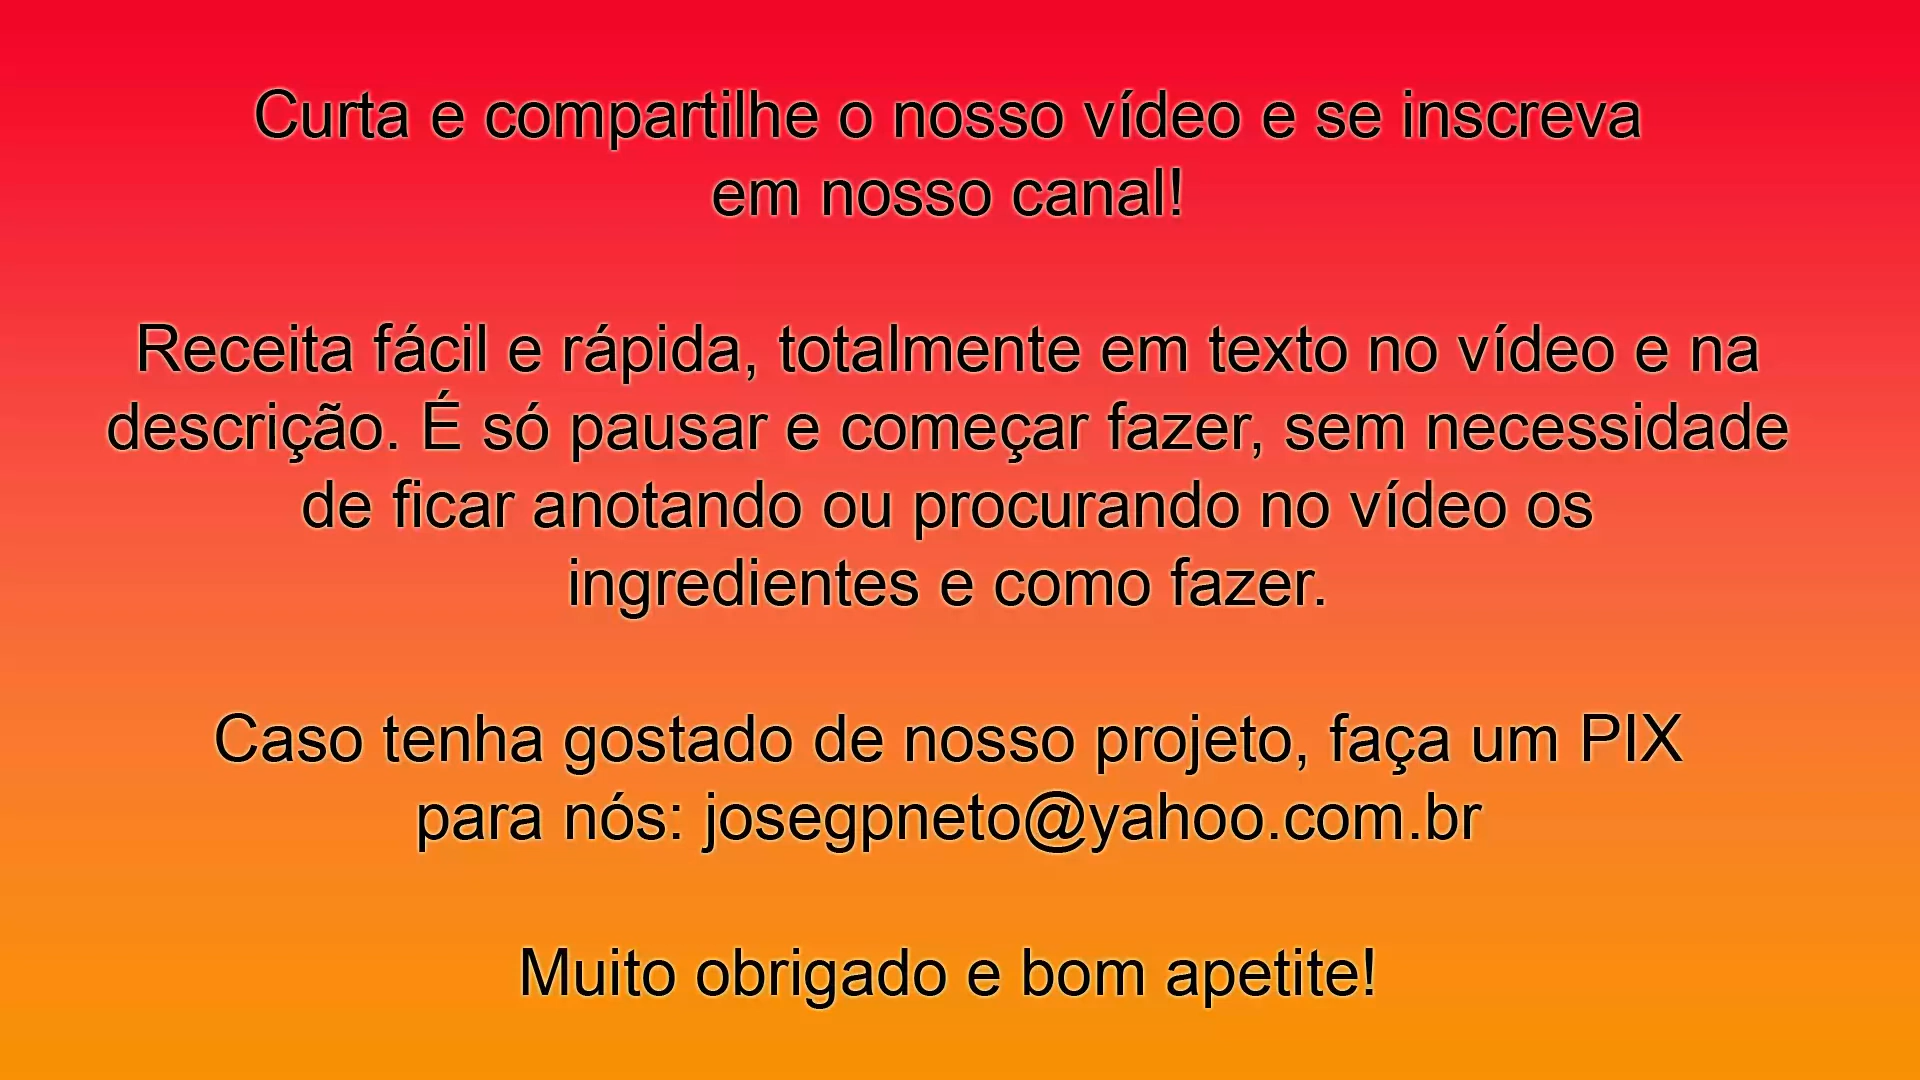 Curta e compartilhe o nosso vídeo e se inscreva
em nosso canal!
Receita fácil e rápida, totalmente em texto no vídeo e na
descrição. É só pausar e começar fazer, sem necessidade
de ficar anotando ou procurando no vídeo os
ingredientes e como fazer.
Caso tenha gostado de nosso projeto, faça um PIX
para nós: josegpneto@yahoo.com.br
Muito obrigado e bom apetite!